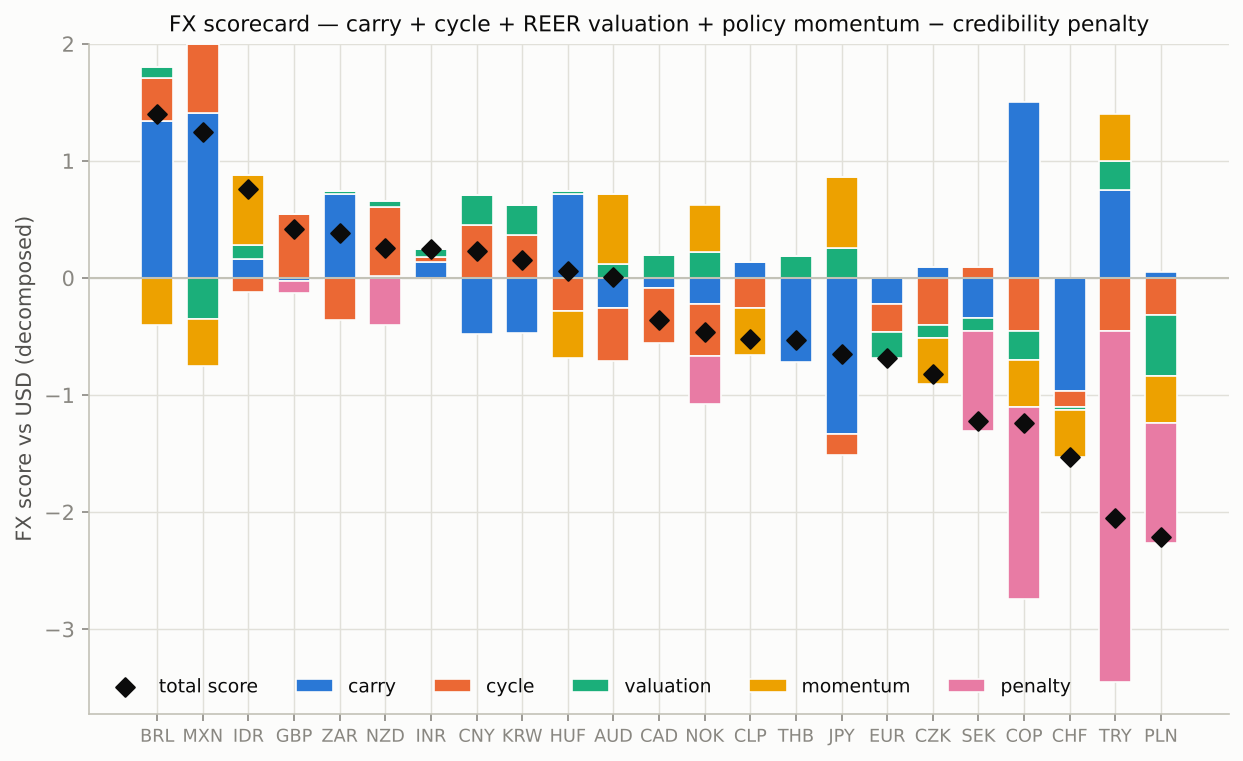 FX scorecard — carry + cycle + REER valuation + policy momentum − credibility penalty
FX score vs USD (decomposed)
2
1
0
−1
−2
−3
total score carry cycle valuation momentum penalty
BRL MXN IDR GBP ZAR NZD INR CNY KRW HUF AUD CAD NOK CLP THB JPY EUR CZK SEK COP CHF TRY PLN